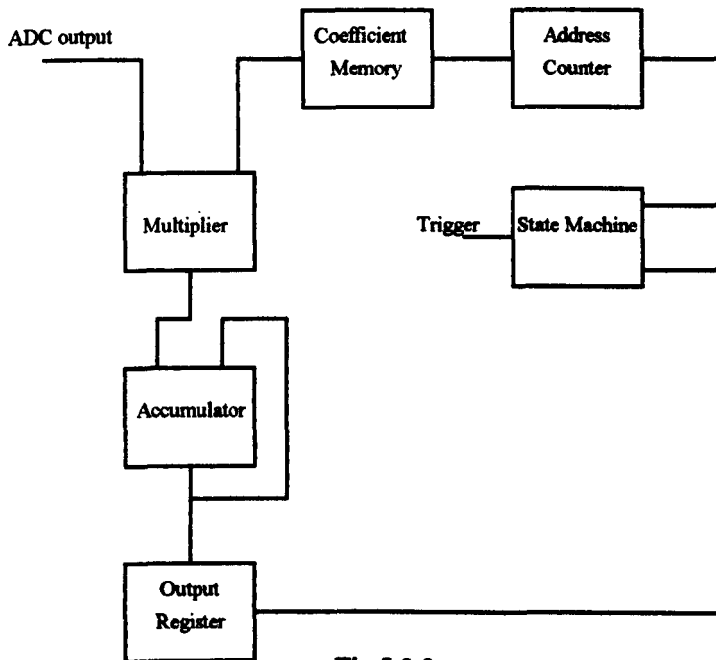 ADC output
Coefficient
Memory
Address
Counter
Multiplier
Trigger
State Machine
Accumulator
Output
Register